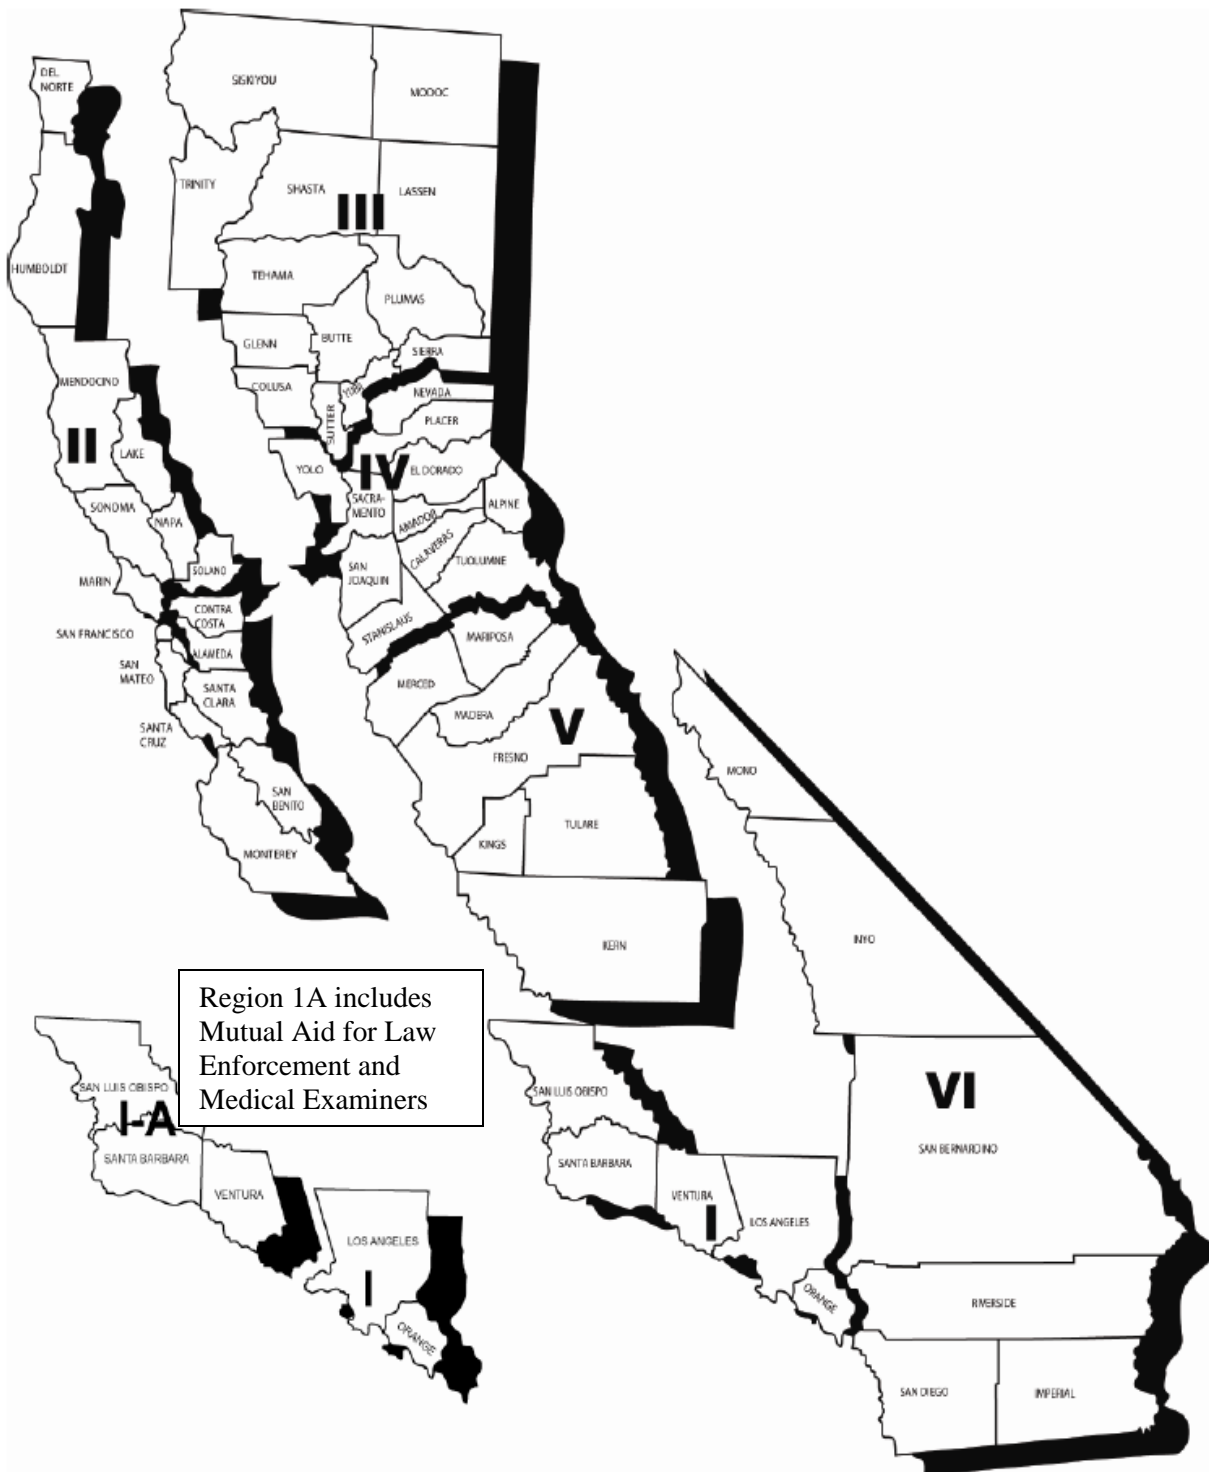 DEL
NORTE
SISKIYOU
MODOC
TRINITY
SHASTA
LASSEN
III
HUMBOLDT
TEHAMA
PLUMAS
GLENN
BUTTE
SIERRA
MENDOCINO
COLUSA
YUBA
NEVADA
SUTTER
PLACER
II
LAKE
YOLO
IV
EL DORADO
SONOMA
NAPA
SACRA-
MENTO
AMADOR
ALPINE
SOLANO
CALAVERAS
TUOLUMNE
MARIN
SAN
JOAQUIN
CONTRA
COSTA
STANISLAUS
SAN FRANCISCO
ALAMEDA
MARIPOSA
SAN
MATEO
SANTA
CLARA
MERCED
MADERA
SANTA
CRUZ
V
FRESNO
MONO
SAN
BENITO
TULARE
KINGS
MONTEREY
KERN
INYO
Region 1A includes
Mutual Aid for Law
Enforcement and
Medical Examiners
SAN LUIS OBISPO
I-A
SANTA BARBARA
VENTURA
LOS ANGELES
I
ORANGE
SAN LUIS OBISPO
SANTA BARBARA
VENTURA
I
LOS ANGELES
ORANGE
VI
SAN BERNARDINO
RIVERSIDE
SAN DIEGO
IMPERIAL